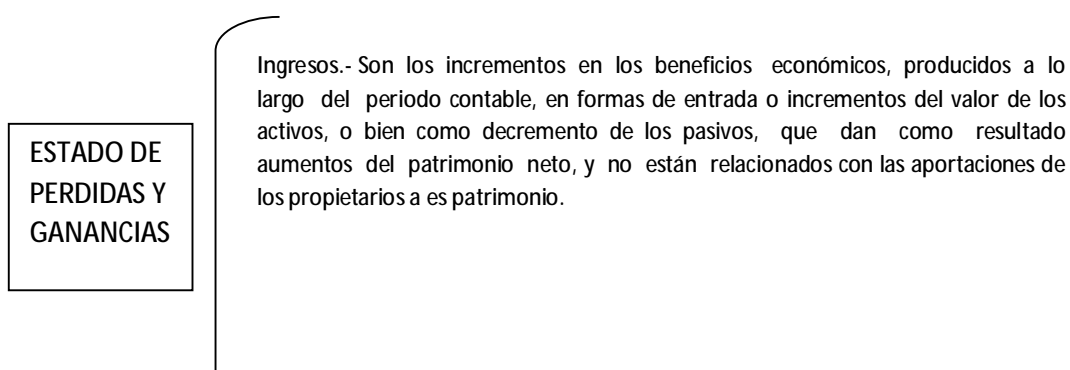 Ingresos.- Son los incrementos en los beneficios económicos, producidos a lo
largo del periodo contable, en formas de entrada o incrementos del valor de los
activos, o bien como decremento de los pasivos, que dan como resultado
aumentos del patrimonio neto, y no están relacionados con las aportaciones de
los propietarios a es patrimonio.
ESTADO DE
PERDIDAS Y
GANANCIAS